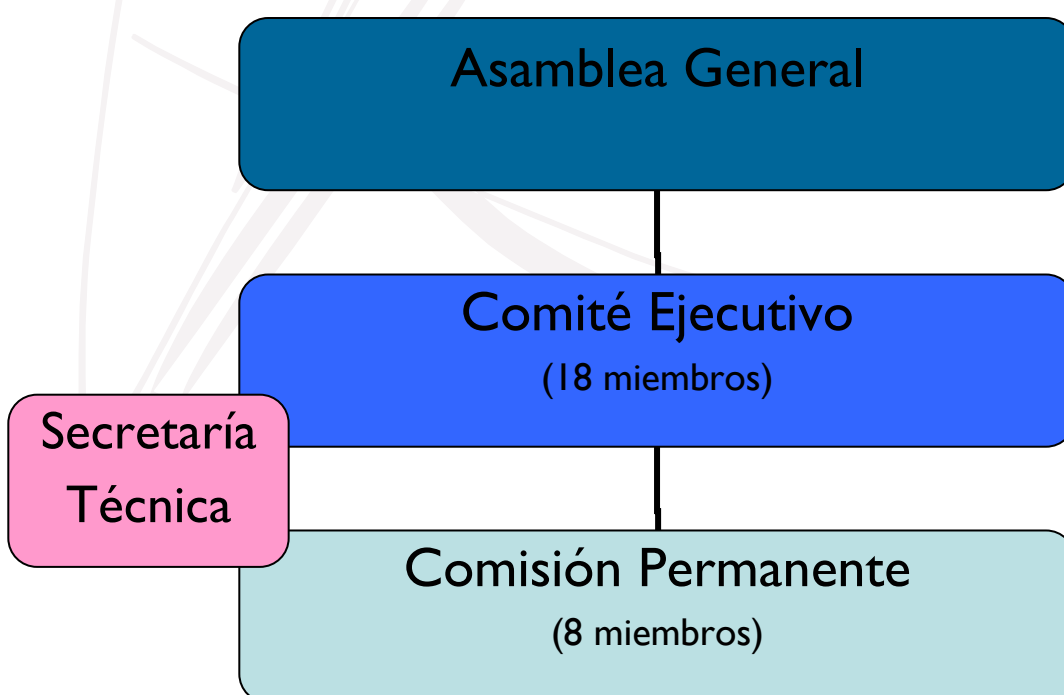 Asamblea General
Comité Ejecutivo
(18 miembros)
Secretaría
Técnica
Comisión Permanente
(8 miembros)